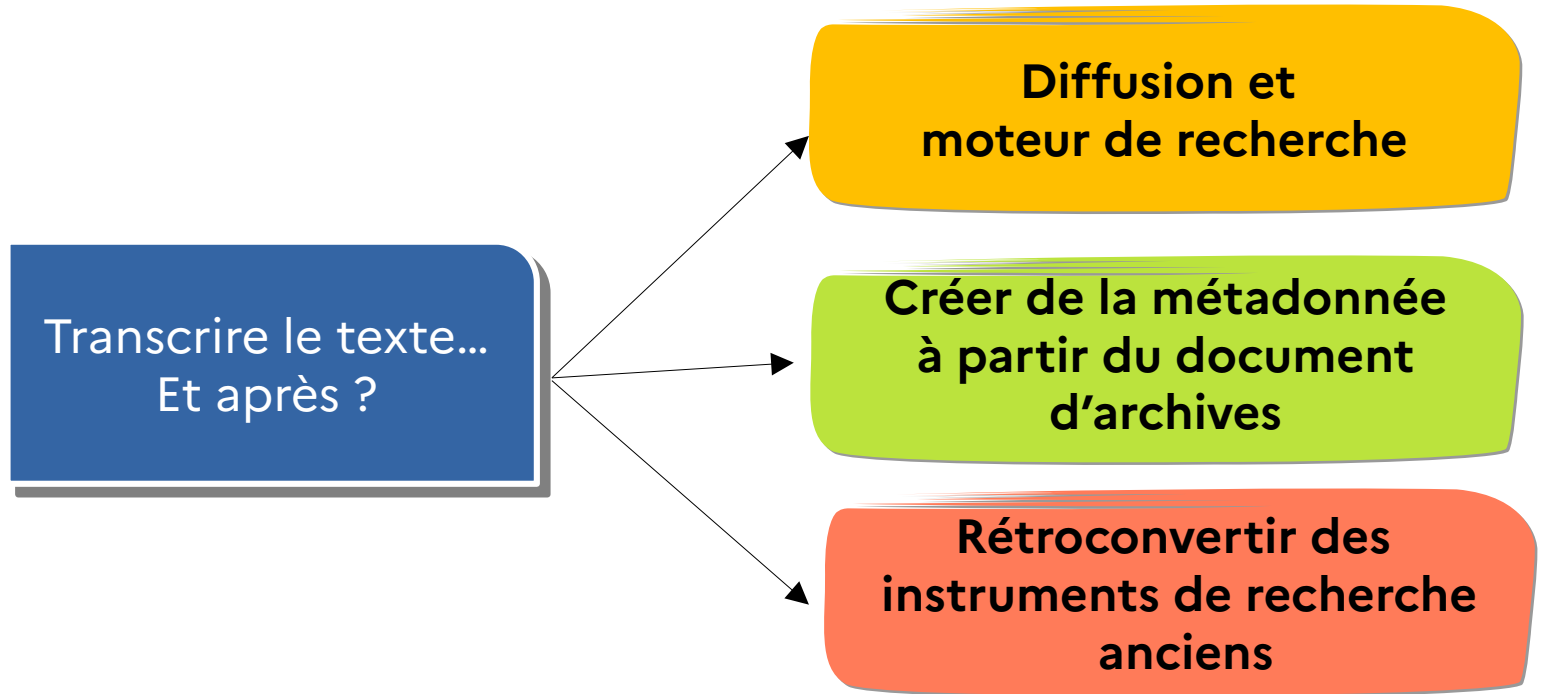 Transcrire le texte…
Et après ?
Diffusion et
moteur de recherche
Créer de la métadonnée
à partir du document
d’archives
Rétroconvertir des
instruments de recherche
anciens